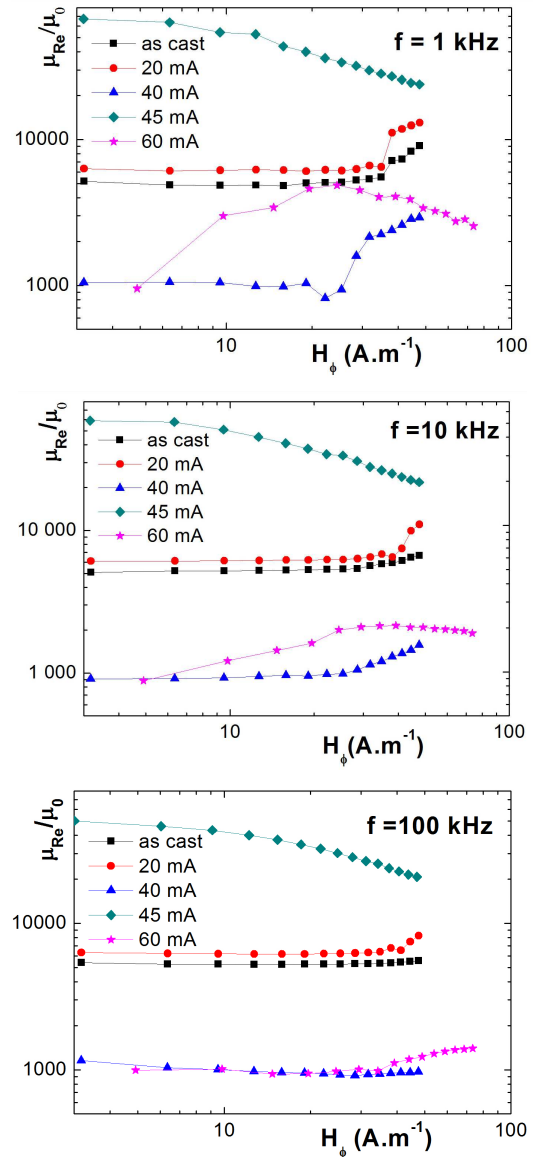 μRe/μ0
f = 1 kHz
as cast
20 mA
40 mA
45 mA
60 mA
10000
1000
10
100
Hϕ (A.m-1)
μRe/μ0
f =10 kHz
as cast
20 mA
40 mA
45 mA
60 mA
10 000
1 000
10
100
Hϕ(A.m-1)
μRe/μ0
f =100 kHz
as cast
20 mA
40 mA
45 mA
60 mA
10000
1000
10
100
Hϕ (A.m-1)